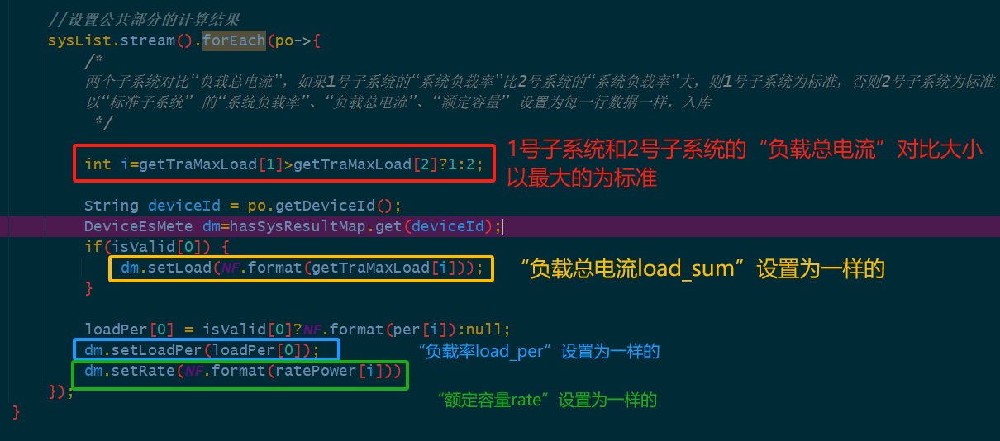 //设置公共部分的计算结果
sysList.stream().forEach(po->{
/*
两个子系统对比“负载总电流”，如果1号子系统的“系统负载率”比2号系统的“系统负载率”大，则1号子系统为标准，否则2号子系统为标准
以“标准子系统” 的“系统负载率”、“负载总电流”、“额定容量” 设置为每一行数据一样，入库
*/
int i=getTraMaxLoad[1]>getTraMaxLoad[2]?1:2;
1号子系统和2号子系统的“负载总电流”对比大小
以最大的为标准
String deviceId = po.getDeviceId();
DeviceEsMete dm=hasSysResultMap.get(deviceId);
if(isValid[0]) {
dm.setLoad(NF.format(getTraMaxLoad[i]));
“负载总电流load_sum”设置为一样的
}
loadPer[0] = isValid[0]?NF.format(per[i]):null;
dm.setLoadPer(loadPer[0]);
“负载率load_per”设置为一样的
dm.setRate(NF.format(ratePower[i]))
“额定容量rate”设置为一样的
});
}